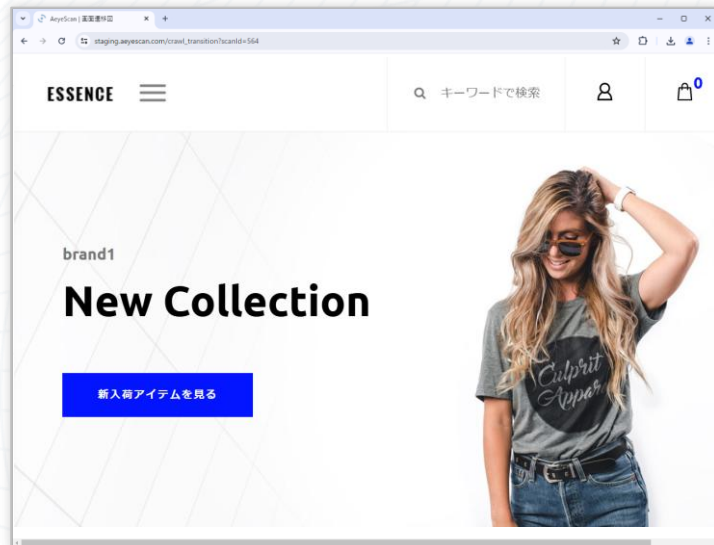 AeyeScan | 画面遷移図
staging.aeyescan.com/crawl_transition?scanId=564
ESSENCE
キーワードで検索
0
brand1
New Collection
新入荷アイテムを見る
Culprit
Appar